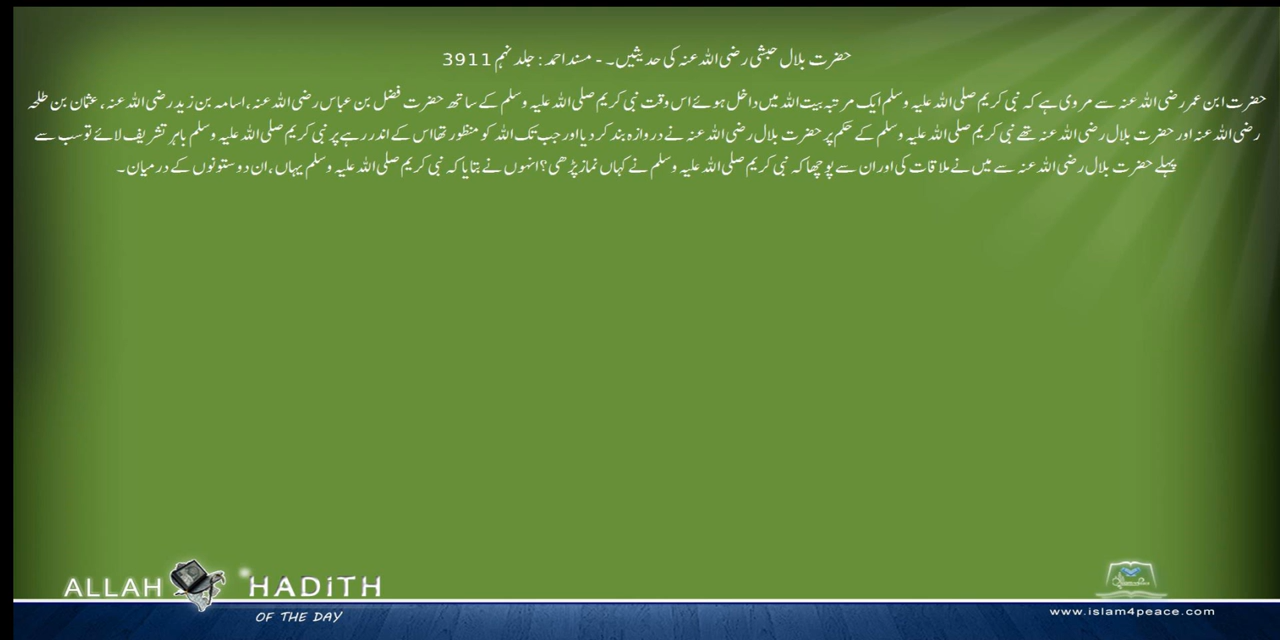 حضرت بلال حبشی رضی اللہ عنہ کی حدیثیں۔ - مسند احمد: جلد نہم 3911
حضرت ابن عمر رضی اللہ عنہ سے مروی ہے کہ نبی کریم صلی اللہ علیہ وسلم ایک مرتبہ بیت اللہ میں داخل ہوئے اس وقت نبی کریم صلی اللہ علیہ وسلم کے ساتھ حضرت فضل بن عباس رضی اللہ عنہ، اسامہ بن زید رضی اللہ عنہ، عثمان بن طلحہ
رضی اللہ عنہ اور حضرت بلال رضی اللہ عنہ تھے نبی کریم صلی اللہ علیہ وسلم کے حکم پر حضرت بلال رضی اللہ عنہ نے دروازہ بند کر دیا اور جب تک اللہ کو منظور تھا اس کے اندر رہے پر نبی کریم صلی اللہ علیہ وسلم باہر تشریف لائے تو سب سے
پہلے حضرت بلال رضی اللہ عنہ سے میں نے ملاقات کی اور ان سے پوچھا کہ نبی کریم صلی اللہ علیہ وسلم نے کہاں نماز پڑھی؟ انہوں نے بتایا کہ نبی کریم صلی اللہ علیہ وسلم یہاں، ان دو ستونوں کے درمیان۔
ALLAH HADITH
OF THE DAY
www.islam4peace.com